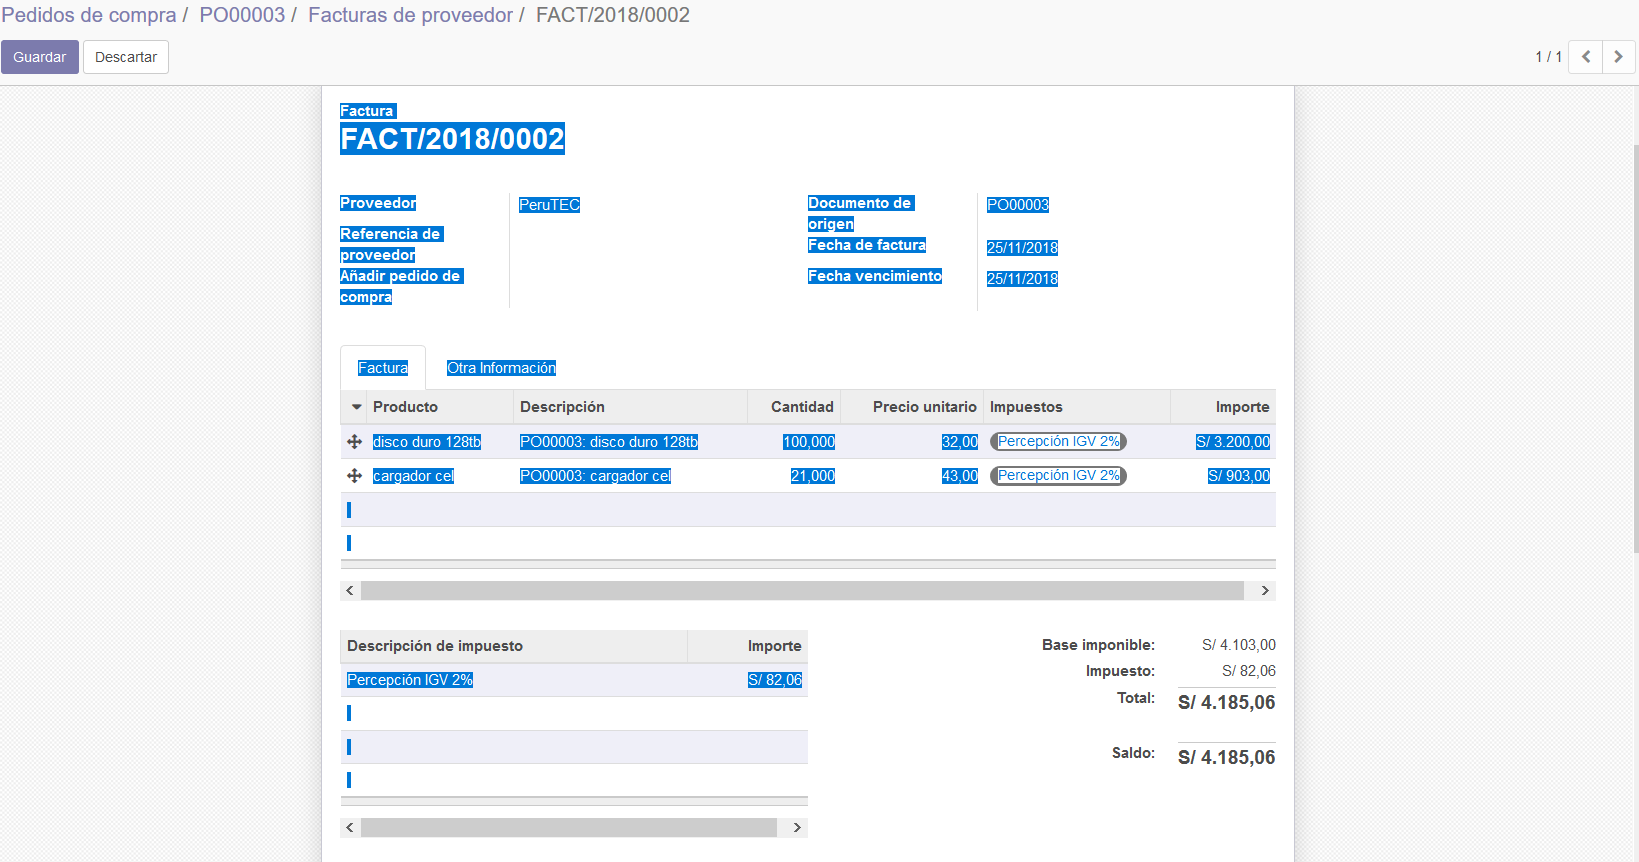 Pedidos de compra / PO00003 / Facturas de proveedor / FACT/2018/0002
Guardar Descartar 1 / 1
Factura
FACT/2018/0002
Proveedor PeruTEC
Referencia de
proveedor
Añadir pedido de
compra
Documento de
origen PO00003
Fecha de factura 25/11/2018
Fecha vencimiento 25/11/2018
Factura Otra Información
Producto Descripción Cantidad Precio unitario Impuestos Importe
disco duro 128tb PO00003: disco duro 128tb 100,000 32,00 Percepción IGV 2% S/ 3.200,00
cargador cel PO00003: cargador cel 21,000 43,00 Percepción IGV 2% S/ 903,00
Descripción de impuesto Importe
Percepción IGV 2% S/ 82,06
Base imponible: S/ 4.103,00
Impuesto: S/ 82,06
Total: S/ 4.185,06
Saldo: S/ 4.185,06